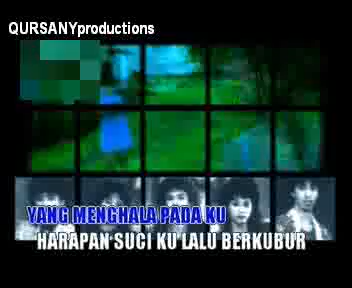 QURSANYproductions
YANG MENGHALA PADA KU
HARAPAN SUCI KU LALU BERKUBUR